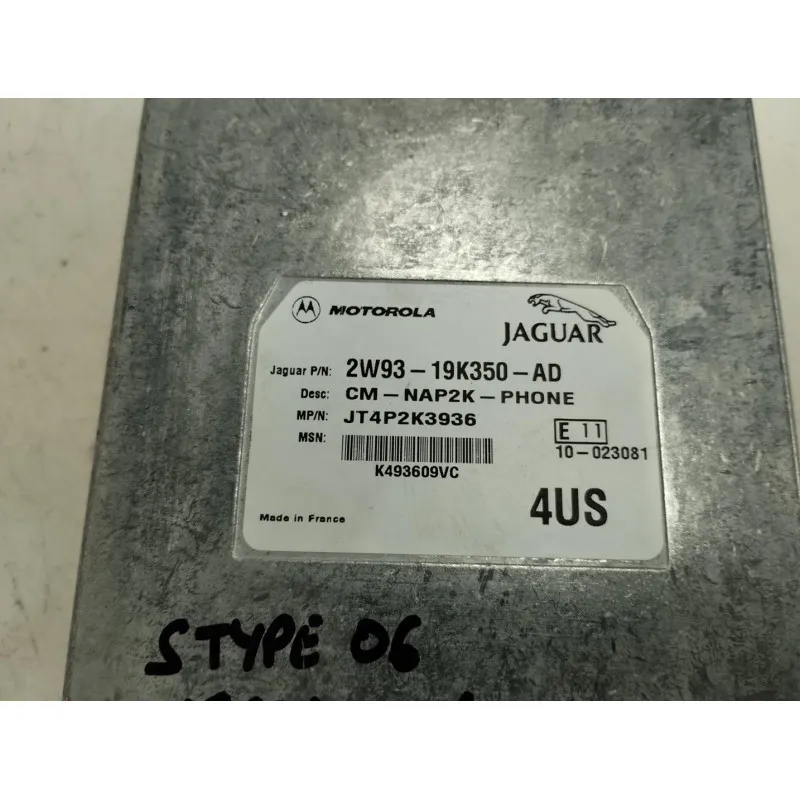 MOTOROLA
JAGUAR
Jaguar P/N: 2W93-19K350-AD
Desc: CM-NAP2K-PHONE
MP/N: JT4P2K3936
MSN:
K493609VC
E 11
10-023081
Made in France
4US
STYPE 06